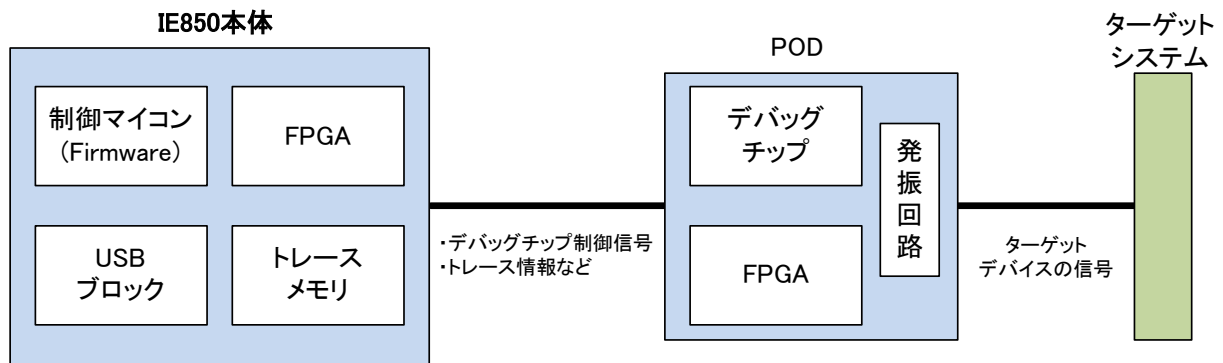 IE850本体
制御マイコン
(Firmware)
FPGA
USB
ブロック
トレース
メモリ
・デバッグチップ制御信号
・トレース情報など
POD
デバッグ
チップ
FPGA
発振回路
ターゲット
デバイスの信号
ターゲット
システム